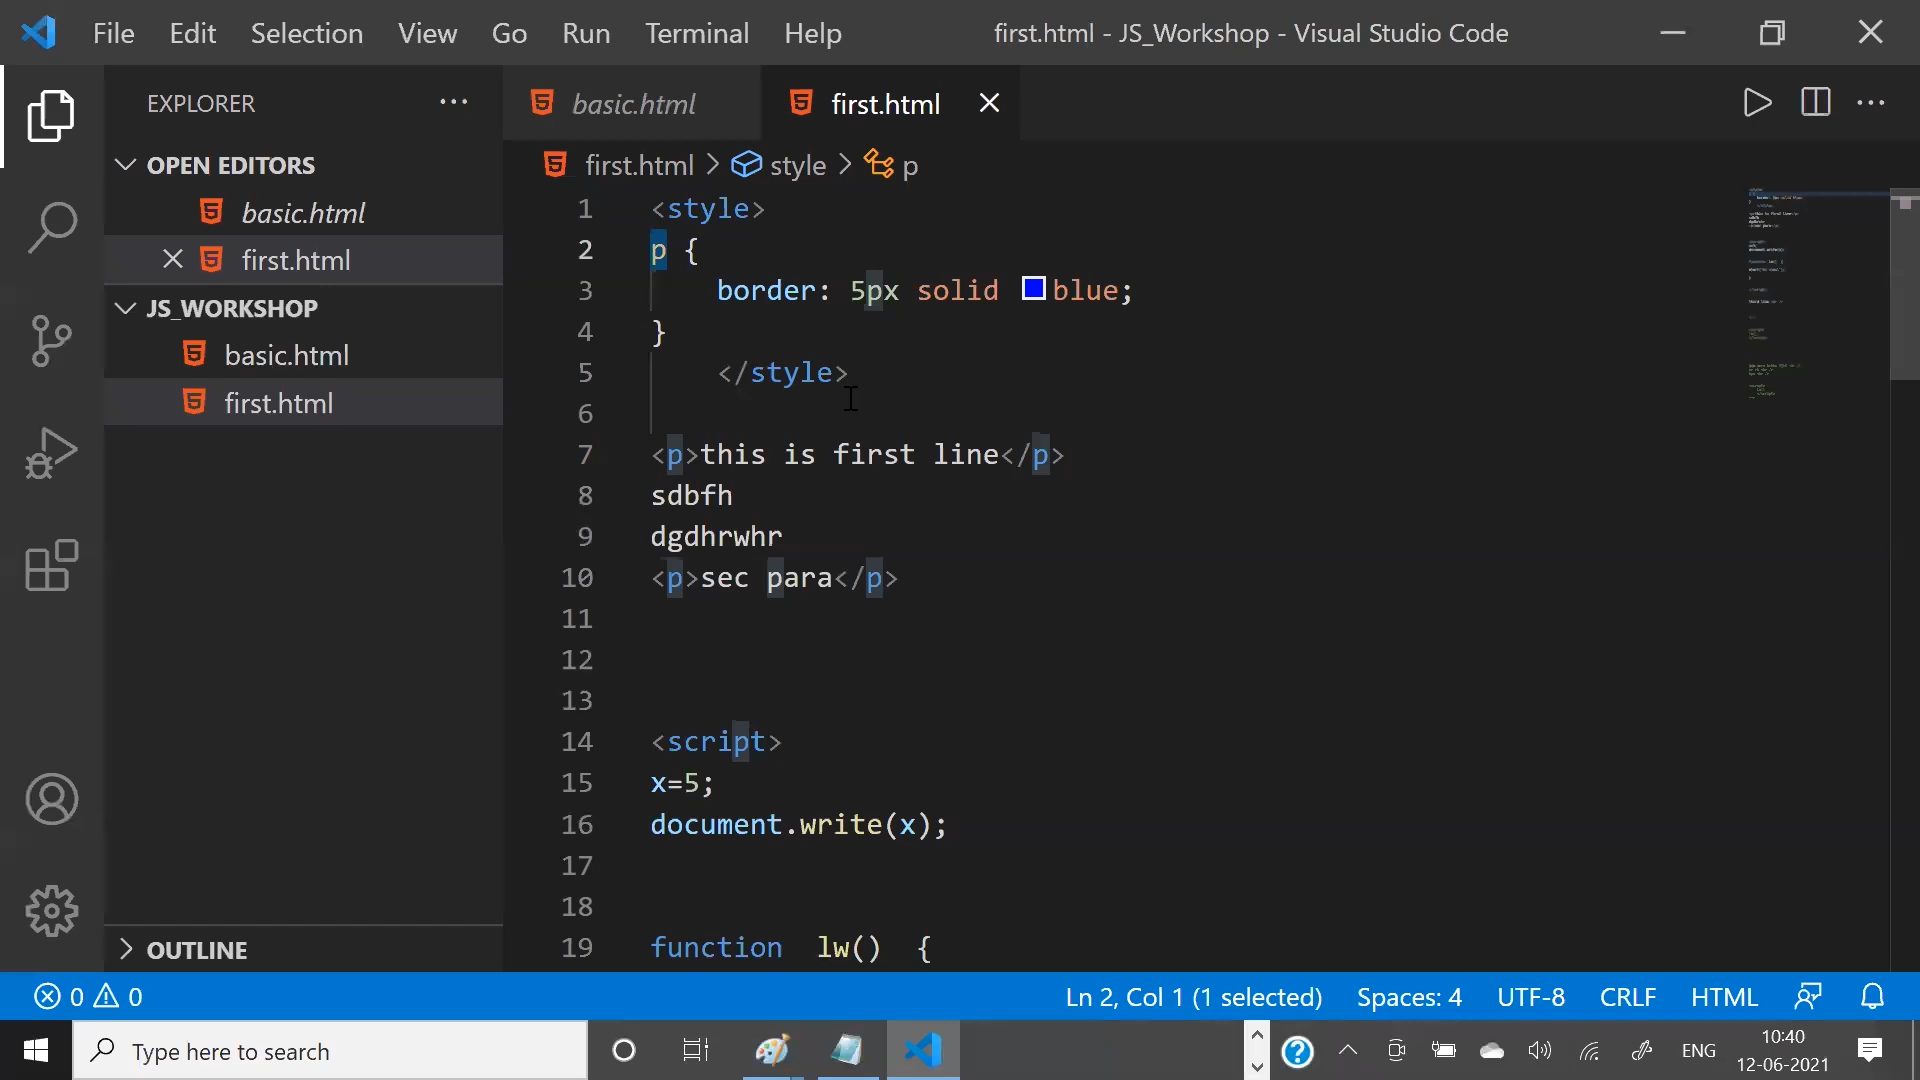 File Edit Selection View Go Run Terminal Help first.html - JS_Workshop - Visual Studio Code
EXPLORER
OPEN EDITORS
basic.html
first.html
JS_WORKSHOP
basic.html
first.html
OUTLINE
basic.html first.html
first.html > style > p
1 <style>
2 p {
3 border: 5px solid blue;
4 }
5 </style>
6
7 <p>this is first line</p>
8 sdbfh
9 dgdhrwhr
10 <p>sec para</p>
11
12
13
14 <script>
15 x=5;
16 document.write(x);
17
18
19 function lw() {
0 0 Ln 2, Col 1 (1 selected) Spaces: 4 UTF-8 CRLF HTML
Type here to search ENG 10:40
12-06-2021